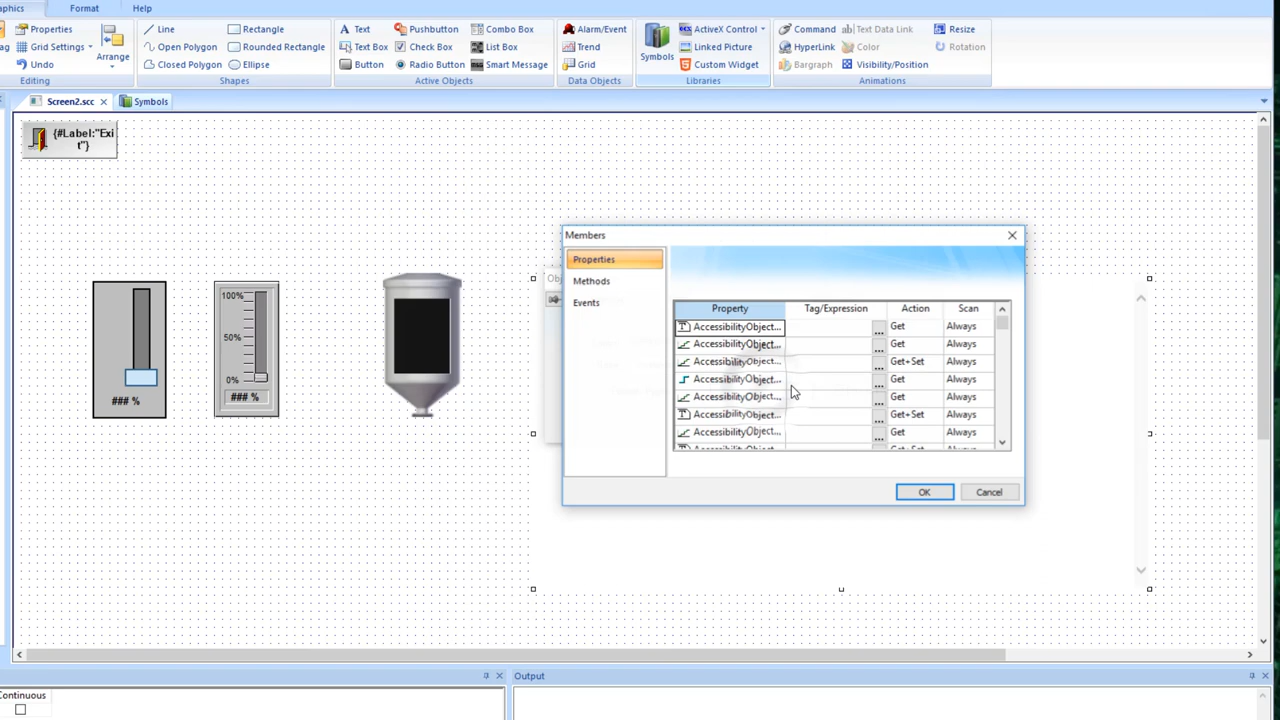 aphics Format Help
Properties
Grid Settings
Undo
Arrange
Editing
Line
Open Polygon
Closed Polygon
Rectangle
Rounded Rectangle
Ellipse
Shapes
Text
Text Box
Button
Pushbutton
Check Box
Radio Button
Combo Box
List Box
Smart Message
Active Objects
Alarm/Event
Trend
Grid
Data Objects
Symbols
ActiveX Control
Linked Picture
Custom Widget
Libraries
Command
HyperLink
Bargraph
Text Data Link
Color
Visibility/Position
Resize
Rotation
Animations
Screen2.scc
Symbols
{#Label:"Exi
t"}
### %
100%
50%
0%
### %
Members
Properties
Methods
Events
Property Tag/Expression Action Scan
AccessibilityObject... ... Get Always
AccessibilityObject... ... Get Always
AccessibilityObject... ... Get+Set Always
AccessibilityObject... ... Get Always
AccessibilityObject... ... Get Always
AccessibilityObject... ... Get+Set Always
AccessibilityObject... ... Get Always
OK Cancel
Continuous
Output